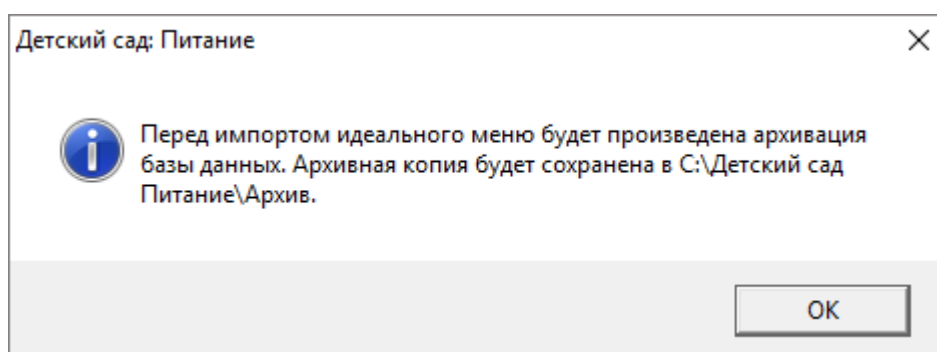 Детский сад: Питание
Перед импортом идеального меню будет произведена архивация
базы данных. Архивная копия будет сохранена в C:\Детский сад
Питание\Архив.
ОК